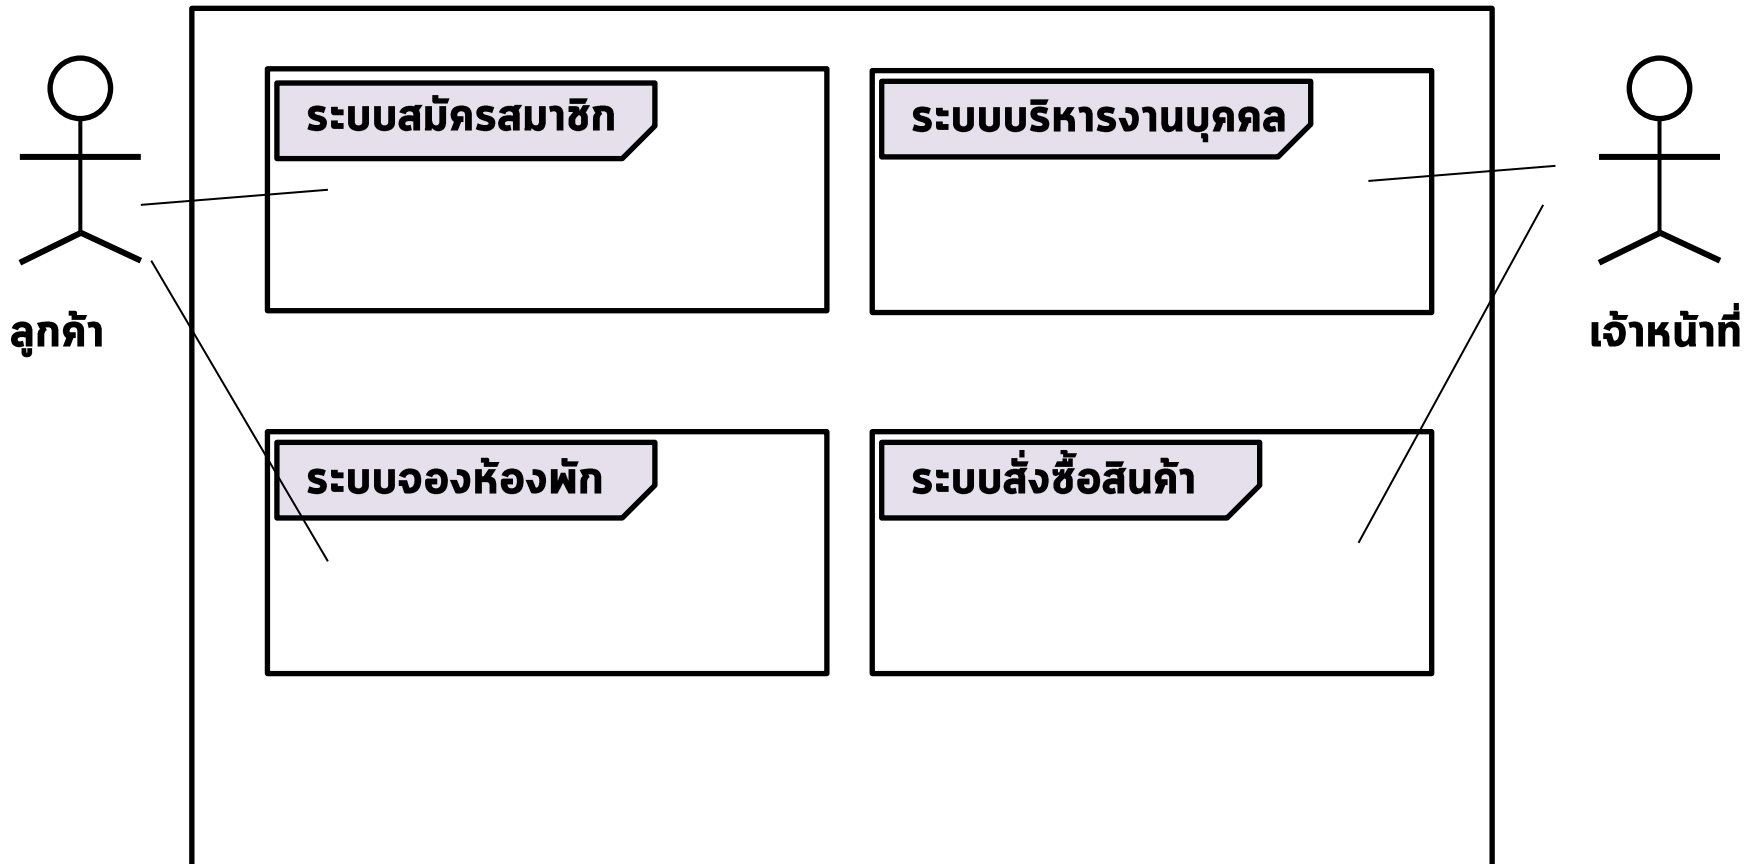 ระบบสมัครสมาชิก
ระบบบริหารงานบุคคล
ลูกค้า
เจ้าหน้าที่
ระบบจองห้องพัก
ระบบสั่งซื้อสินค้า